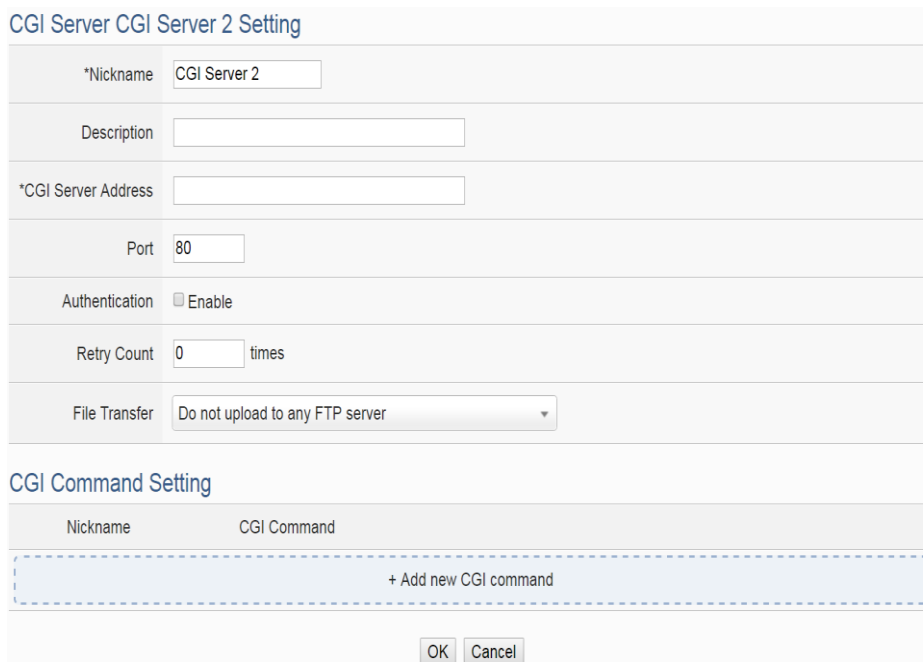 CGI Server CGI Server 2 Setting
*Nickname CGI Server 2
Description
*CGI Server Address
Port 80
Authentication Enable
Retry Count 0 times
File Transfer Do not upload to any FTP server
CGI Command Setting
Nickname CGI Command
+ Add new CGI command
OK Cancel